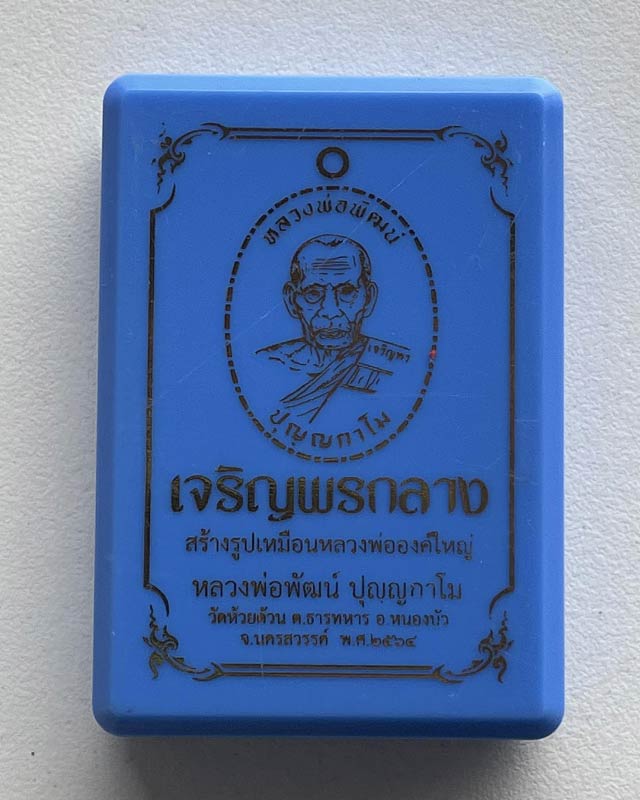 หลวงพ่อพัฒน์
เจริญพร
ปุญฺญกาโม
เจริญพรกลาง
สร้างรูปเหมือนหลวงพ่อองค์ใหญ่
หลวงพ่อพัฒน์ ปุญฺญกาโม
วัดห้วยด้วน ต.ธารทหาร อ.หนองบัว
จ.นครสวรรค์ พ.ศ.๒๕๖๔